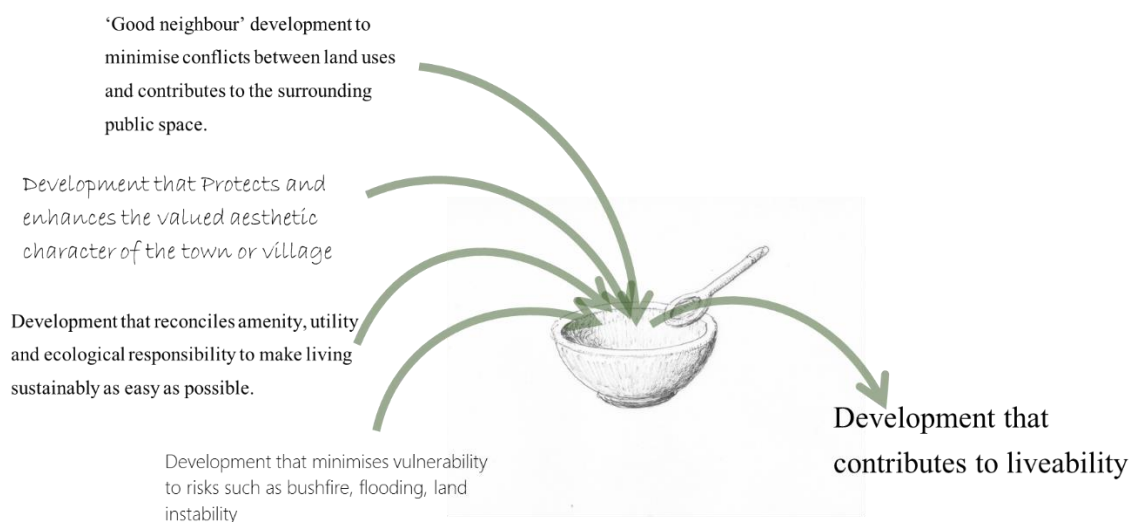 ‘Good neighbour’ development to
minimise conflicts between land uses
and contributes to the surrounding
public space.
Development that Protects and
enhances the valued aesthetic
character of the town or village
Development that reconciles amenity, utility
and ecological responsibility to make living
sustainably as easy as possible.
Development that minimises vulnerability
to risks such as bushfire, flooding, land
instability
Development that
contributes to liveability